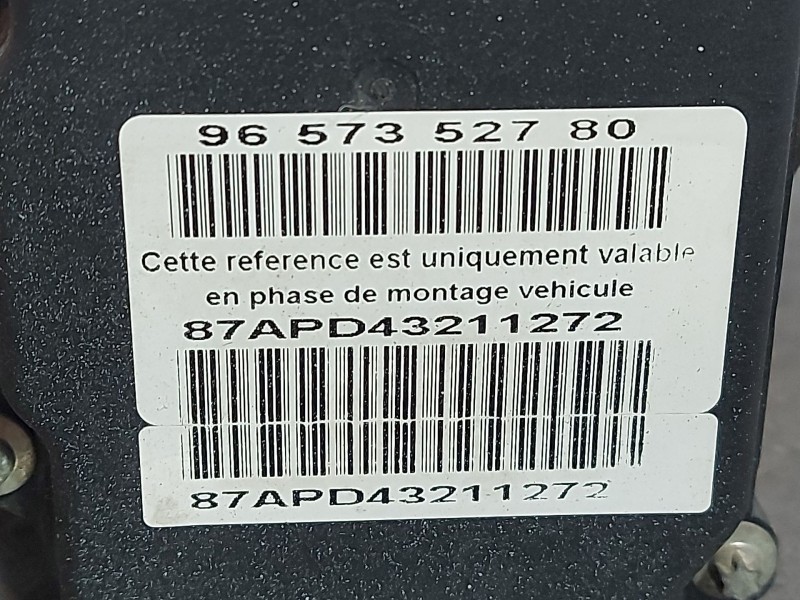 96 573 527 80
Cette reference est uniquement valable
en phase de montage vehicule
87APD43211272
87APD43211272